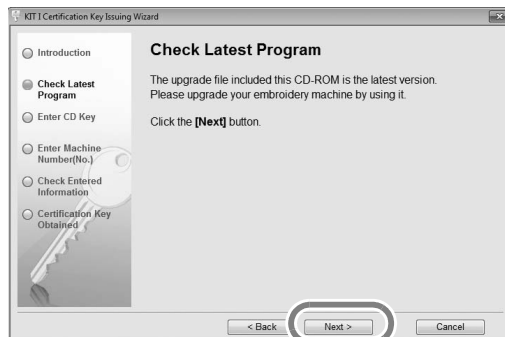 KIT I Certification Key Issuing Wizard
Introduction
Check Latest
Program
Enter CD Key
Enter Machine
Number(No.)
Check Entered
Information
Certification Key
Obtained
Check Latest Program
The upgrade file included this CD-ROM is the latest version.
Please upgrade your embroidery machine by using it.
Click the [Next] button.
< Back
Next >
Cancel